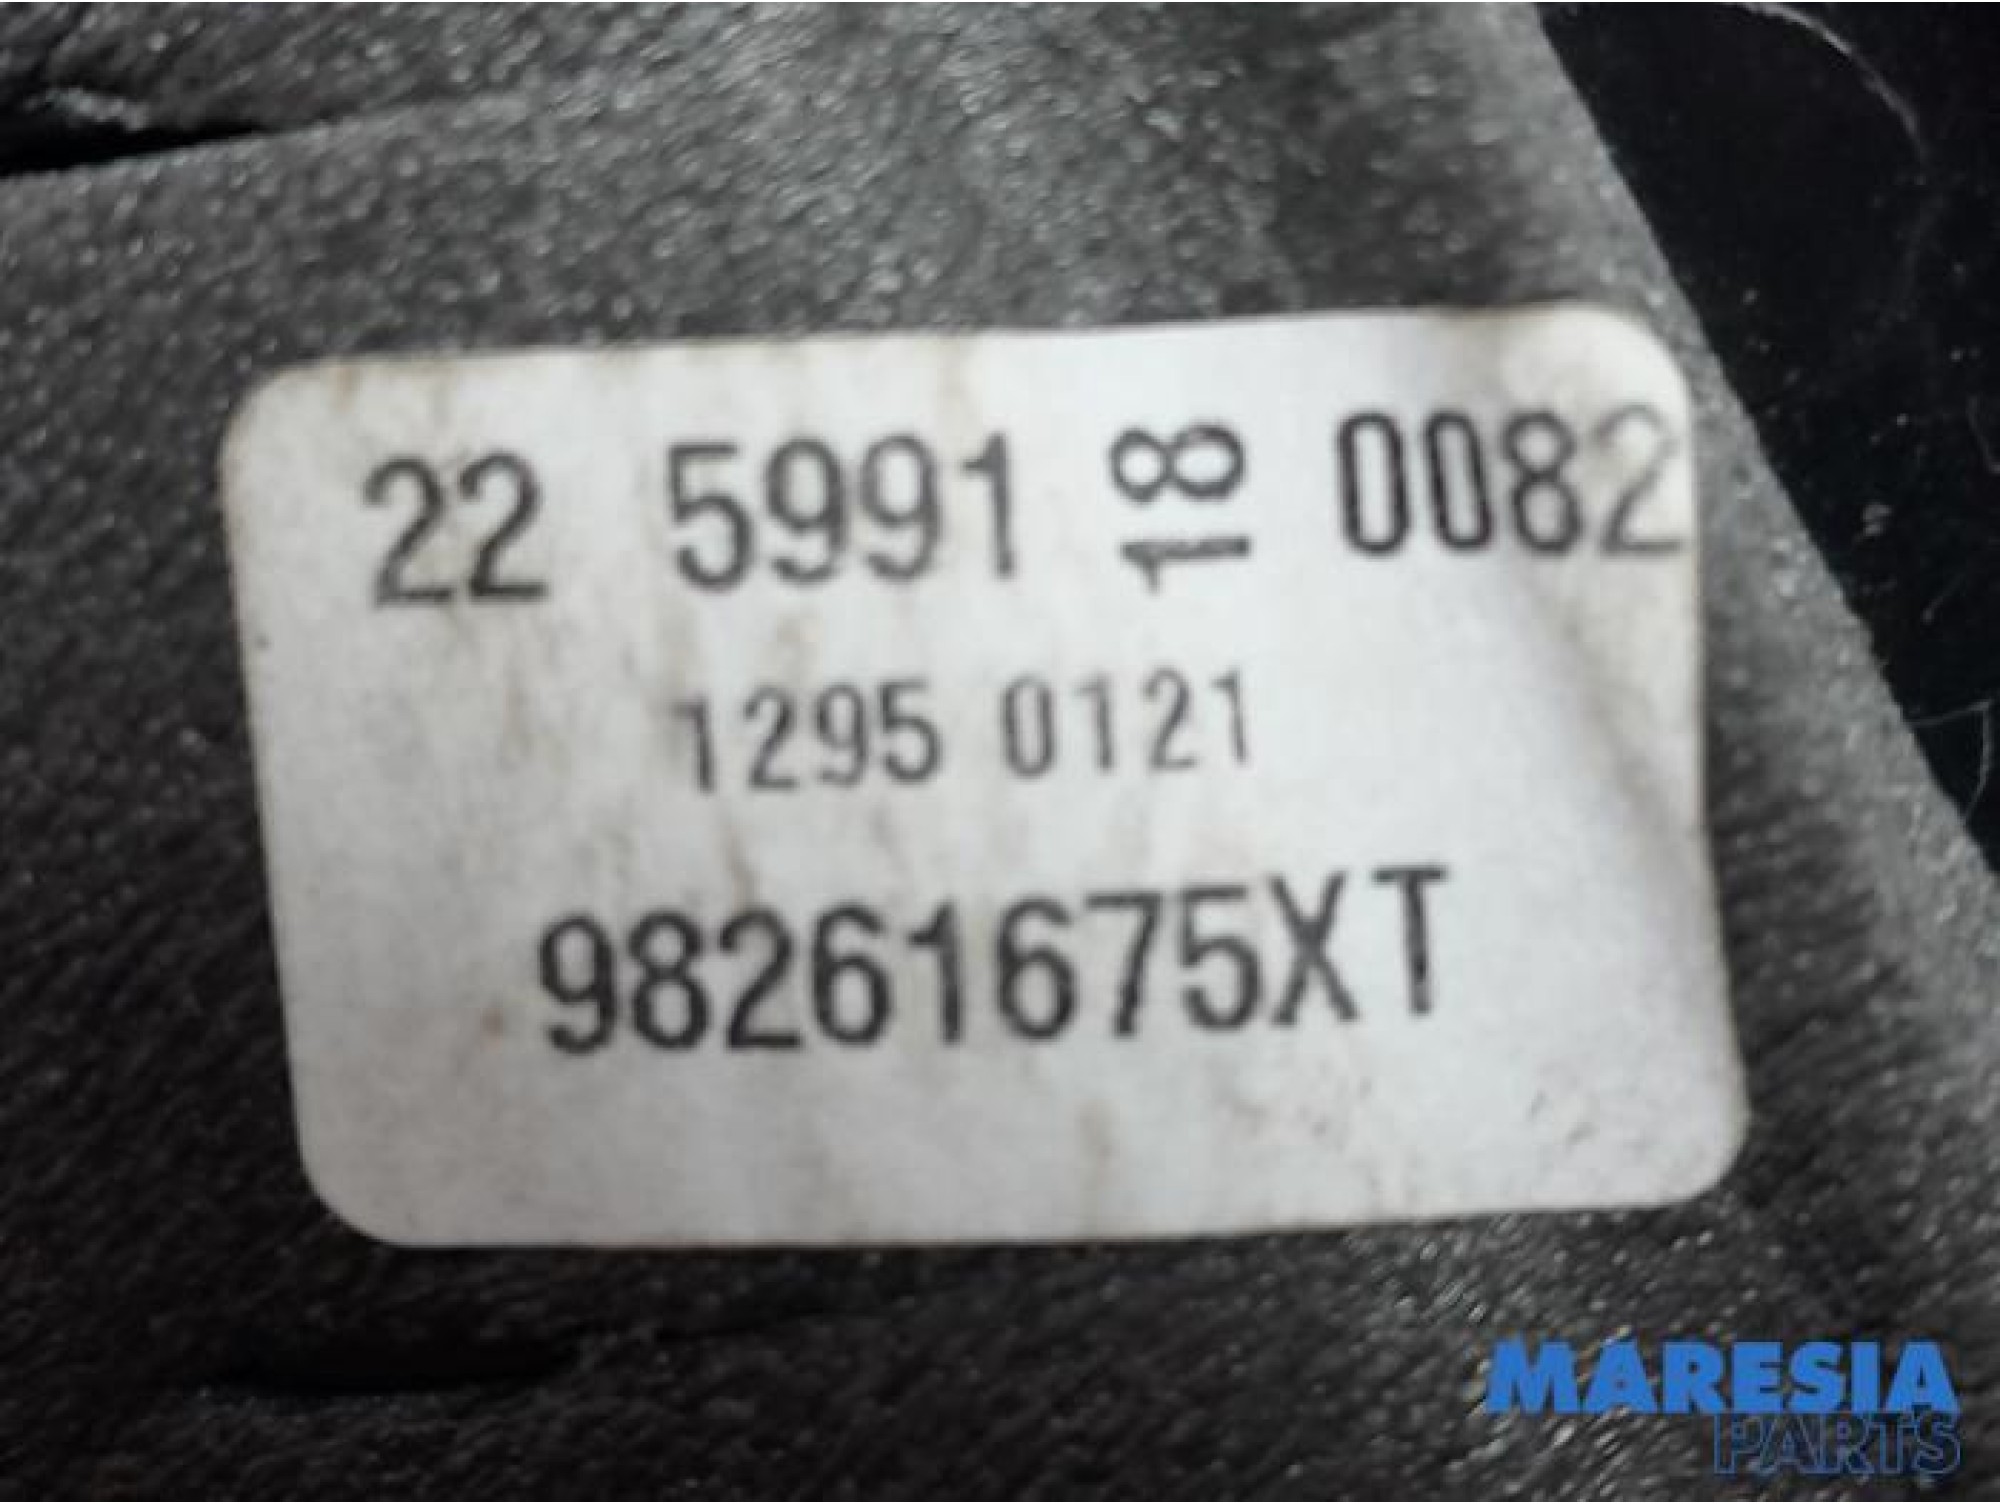 22 5991 18 0082
1295 0121
98261675XT
MARESIA
PARTS